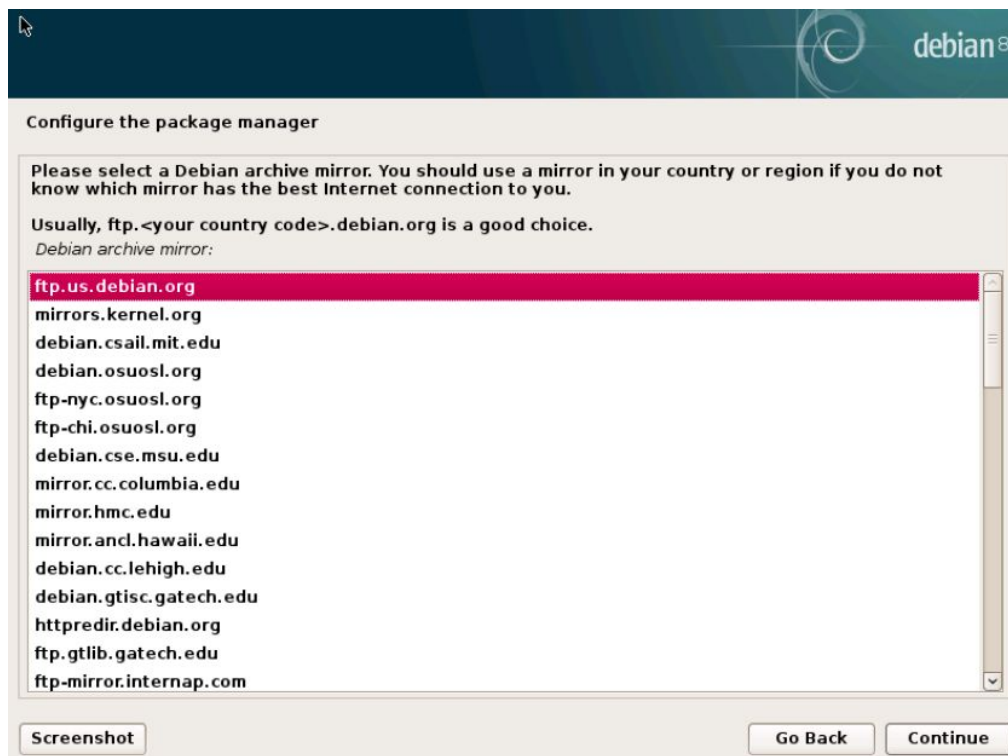 debian 8
Configure the package manager
Please select a Debian archive mirror. You should use a mirror in your country or region if you do not
know which mirror has the best Internet connection to you.
Usually, ftp.<your country code>.debian.org is a good choice.
Debian archive mirror:
ftp.us.debian.org
mirrors.kernel.org
debian.csail.mit.edu
debian.osuosl.org
ftp-nyc.osuosl.org
ftp-chi.osuosl.org
debian.cse.msu.edu
mirror.cc.columbia.edu
mirror.hmc.edu
mirror.ancl.hawaii.edu
debian.cc.lehigh.edu
debian.gtisc.gatech.edu
httpredir.debian.org
ftp.gtlib.gatech.edu
ftp-mirror.internap.com
Screenshot Go Back Continue